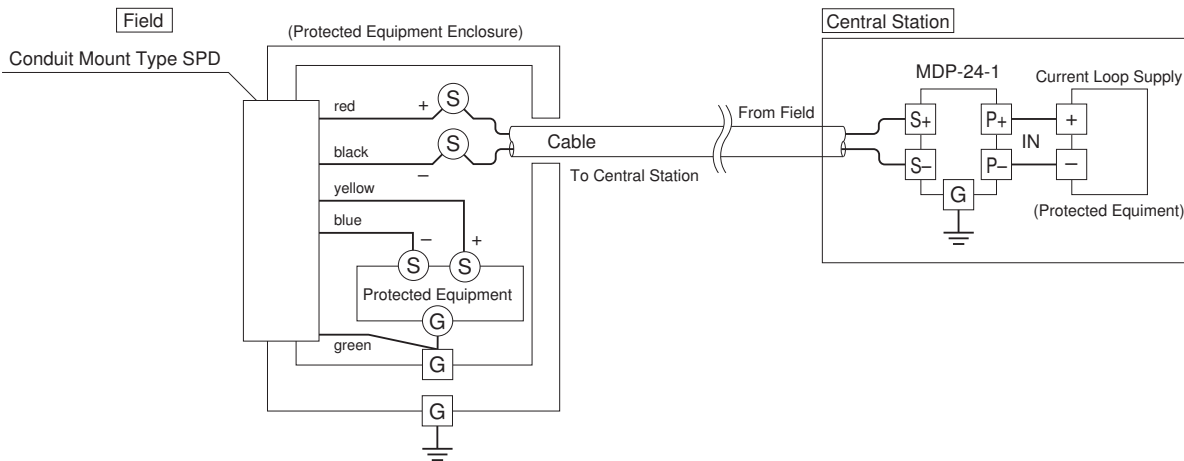 Field
Conduit Mount Type SPD
(Protected Equipment Enclosure)
red
+
S
black
–
S
yellow
blue
–
+
S
S
Protected Equipment
G
green
G
G
Cable
From Field
To Central Station
Central Station
MDP-24-1
Current Loop Supply
S+
P+
+
IN
S–
P–
–
G
(Protected Equiment)